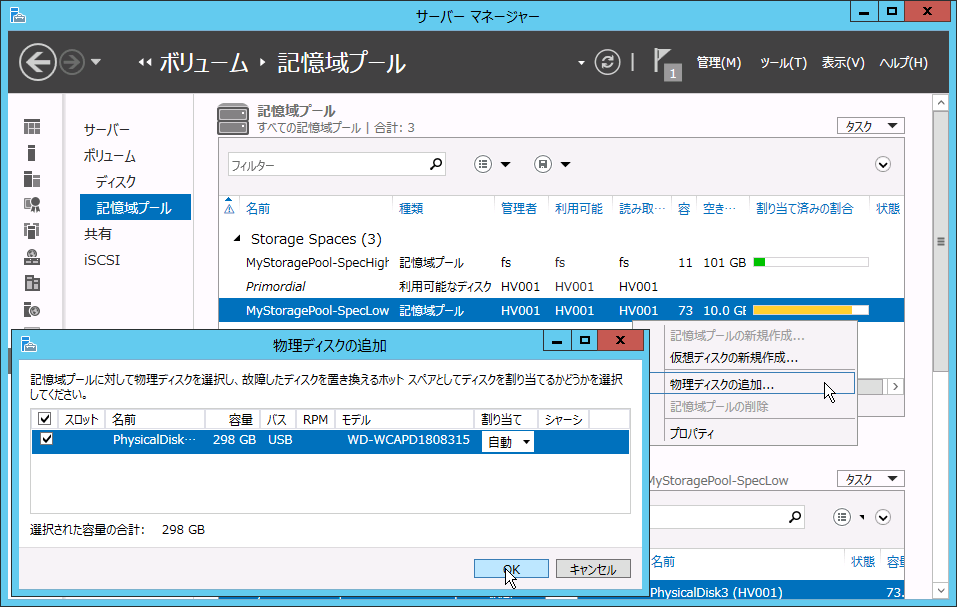 サーバー マネージャー
ボリューム
記憶域プール
1
管理(M)
ツール(T)
表示(V)
ヘルプ(H)
サーバー
ボリューム
ディスク
記憶域プール
共有
iSCSI
記憶域プール
すべての記憶域プール | 合計: 3
タスク
フィルター
名前 種類 管理者 利用可能 読み取… 容 空き… 割り当て済みの割合 状態
Storage Spaces (3)
MyStoragePool-SpecHigh 記憶域プール fs fs fs 11 101 GB
Primordial 利用可能なディスク HV001 HV001 HV001
MyStoragePool-SpecLow 記憶域プール HV001 HV001 HV001 73 10.0 GB
記憶域プールの新規作成...
仮想ディスクの新規作成...
物理ディスクの追加...
記憶域プールの削除
プロパティ
物理ディスクの追加
記憶域プールに対して物理ディスクを選択し、故障したディスクを置き換えるホット スペアとしてディスクを割り当てるかどうかを選択
してください。
スロット 名前 容量 バス RPM モデル 割り当て シャーシ
PhysicalDisk… 298 GB USB WD-WCAPD1808315 自動
選択された容量の合計: 298 GB
OK
キャンセル
MyStoragePool-SpecLow
タスク
名前 状態 容量
PhysicalDisk3 (HV001) 73.